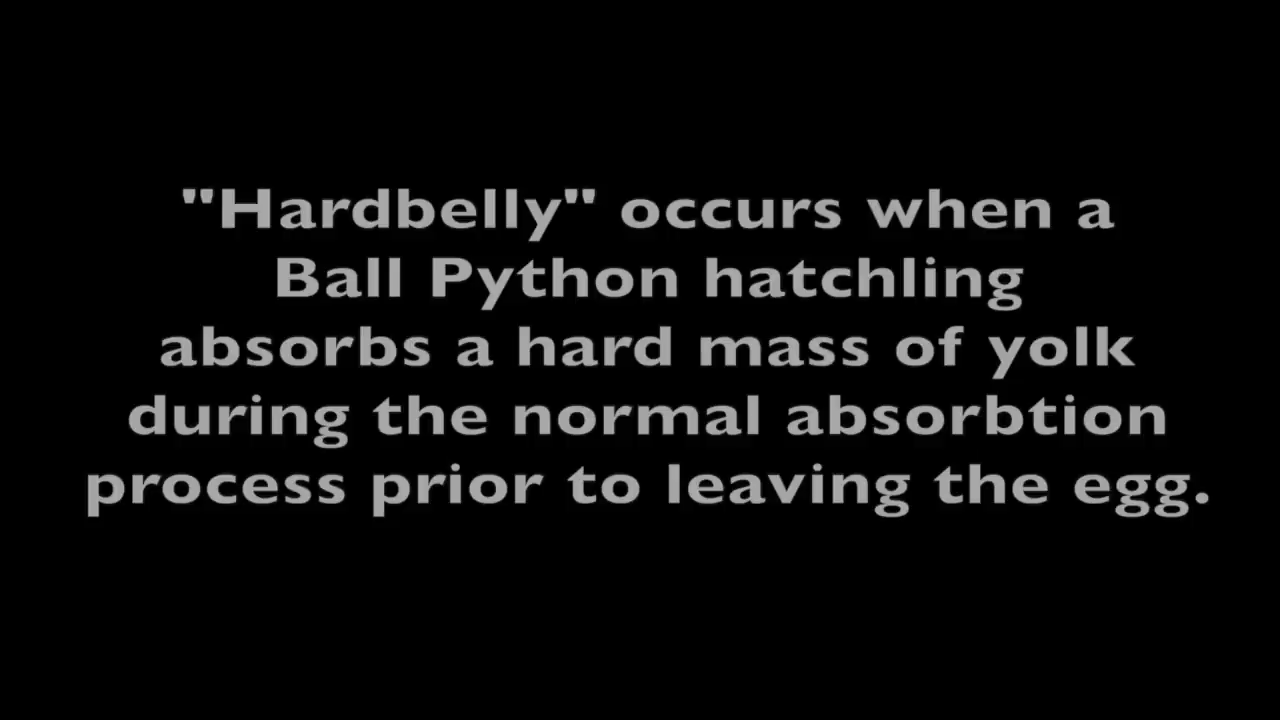 "Hardbelly" occurs when a
Ball Python hatchling
absorbs a hard mass of yolk
during the normal absorbtion
process prior to leaving the egg.